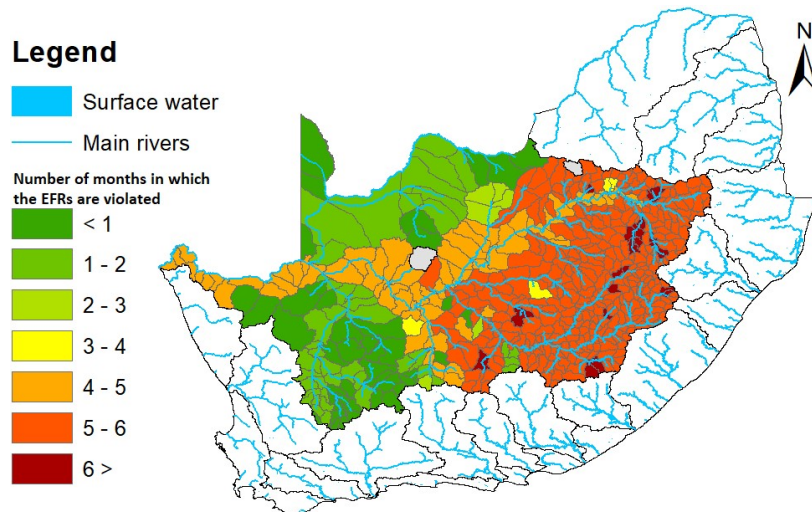 Legend
Surface water
Main rivers
Number of months in which
the EFRs are violated
< 1
1 - 2
2 - 3
3 - 4
4 - 5
5 - 6
6 >
N